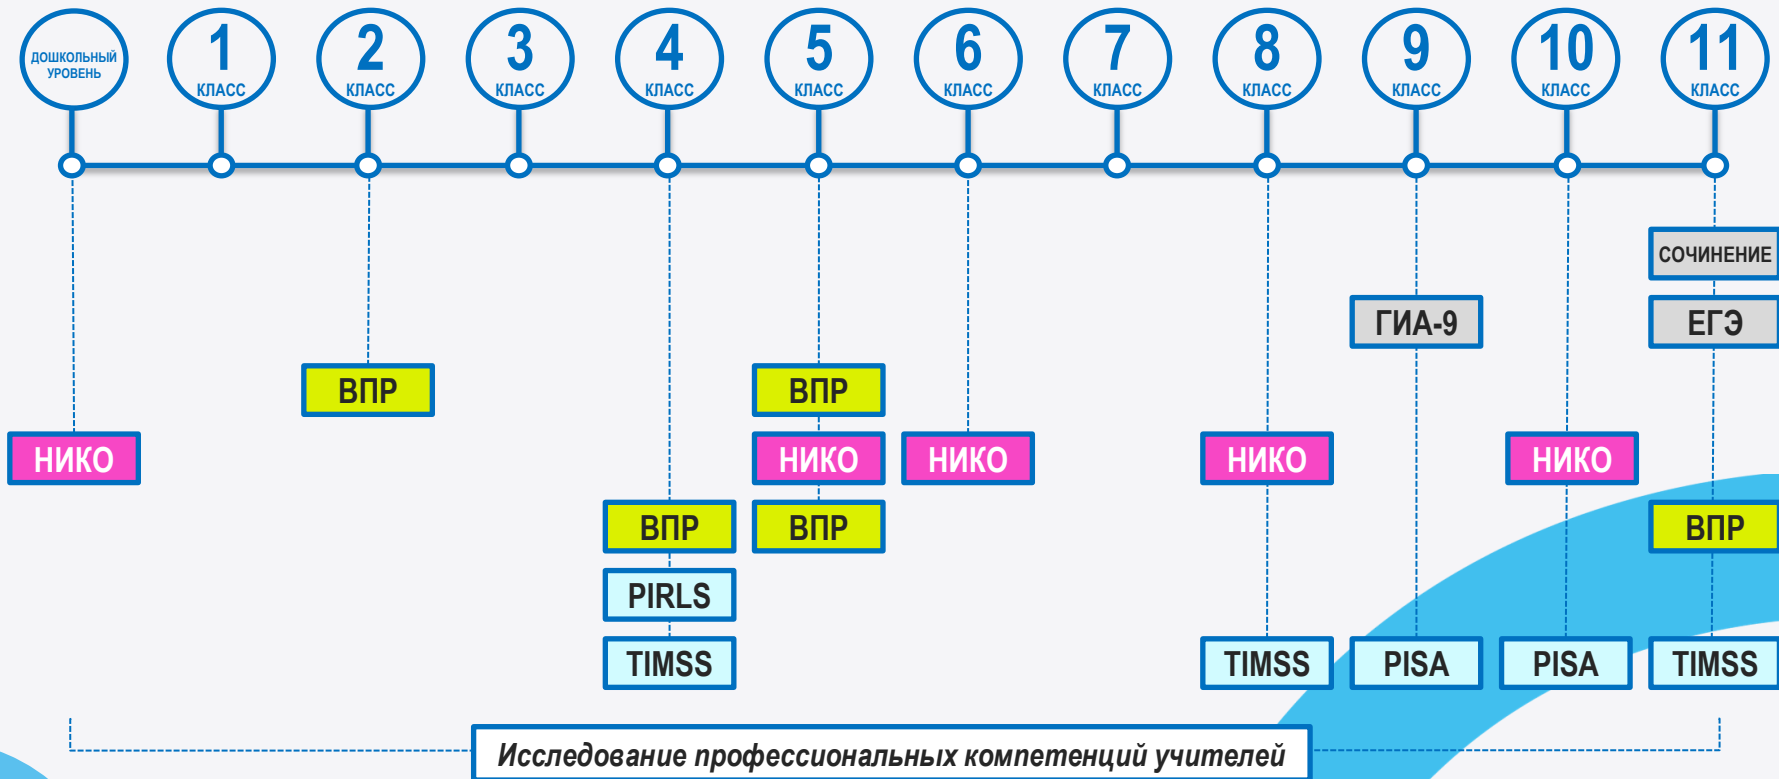 ДОШКОЛЬНЫЙ
УРОВЕНЬ
1
КЛАСС
2
КЛАСС
3
КЛАСС
4
КЛАСС
5
КЛАСС
6
КЛАСС
7
КЛАСС
8
КЛАСС
9
КЛАСС
10
КЛАСС
11
КЛАСС
СОЧИНЕНИЕ
ГИА-9
ЕГЭ
ВПР
ВПР
НИКО
НИКО
НИКО
НИКО
НИКО
ВПР
ВПР
ВПР
PIRLS
TIMSS
TIMSS
PISA
PISA
TIMSS
Исследование профессиональных компетенций учителей